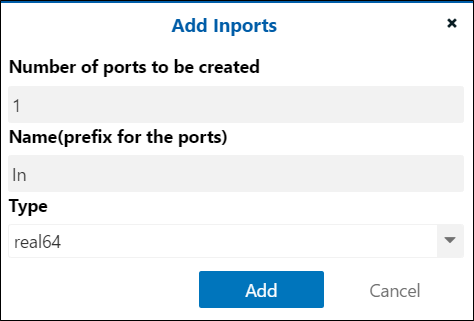 Add Inports
Number of ports to be created
1
Name(prefix for the ports)
In
Type
real64
Add Cancel